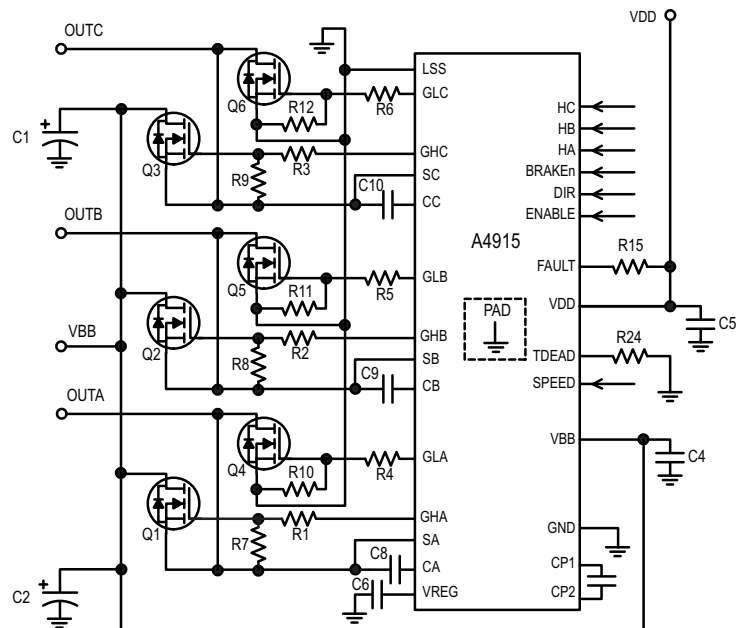 OUTC
VDD
LSS
GLC
Q6
R12
R6
HC
HB
HA
BRAKEn
DIR
ENABLE
C1
+
Q3
R9
R3
GHC
SC
C10
CC
OUTB
A4915
FAULT
R15
Q5
R11
R5
GLB
VDD
C5
PAD
VBB
Q2
R8
R2
GHB
SB
C9
CB
TDEAD
R24
SPEED
OUTA
VBB
C4
Q4
R10
R4
GLA
Q1
R7
R1
GHA
SA
C8
CA
C6
VREG
GND
CP1
CP2
C2
+